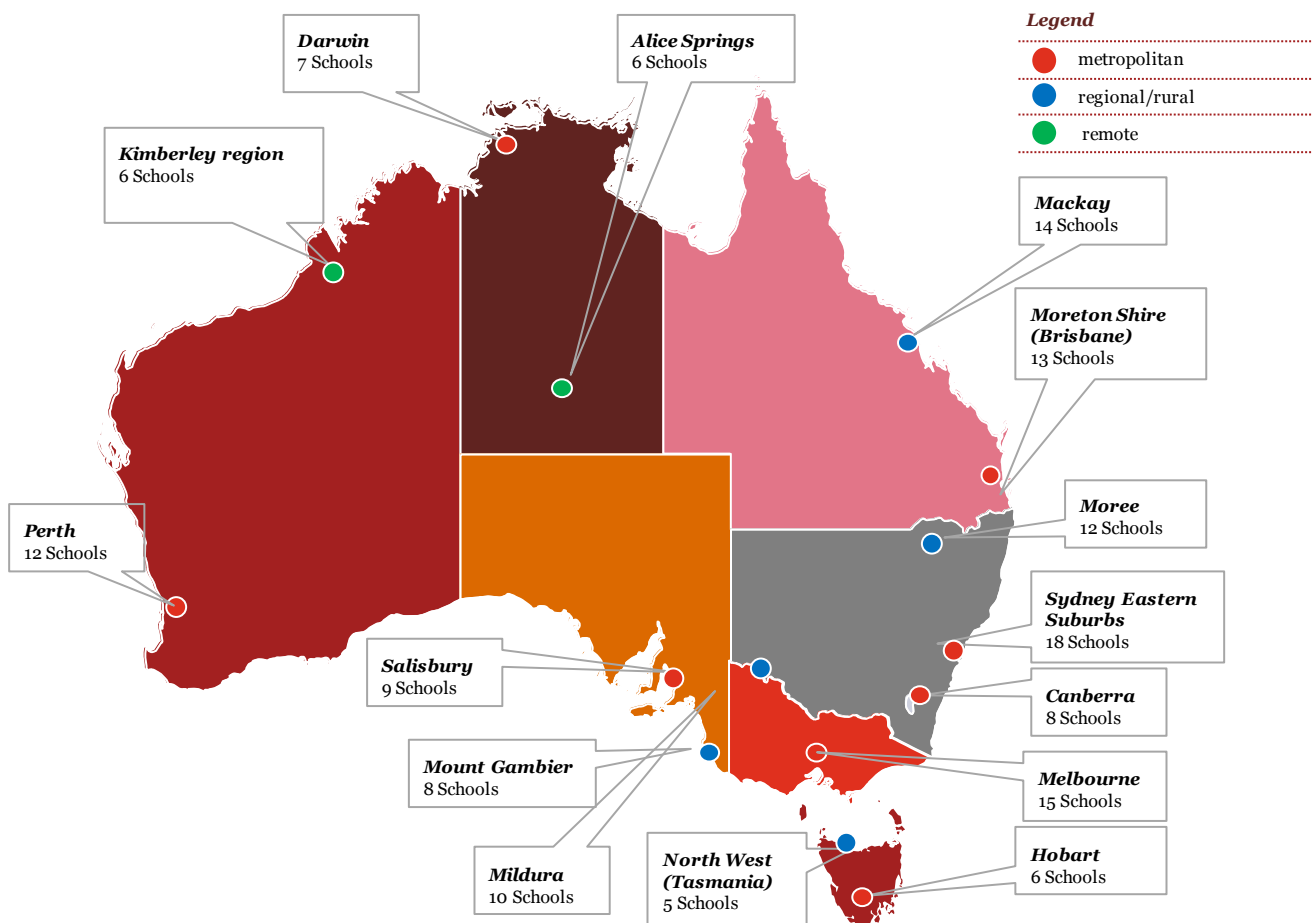 Legend
metropolitan
regional/rural
remote
Darwin
7 Schools
Alice Springs
6 Schools
Kimberley region
6 Schools
Mackay
14 Schools
Moreton Shire
(Brisbane)
13 Schools
Perth
12 Schools
Moree
12 Schools
Sydney Eastern
Suburbs
18 Schools
Salisbury
9 Schools
Canberra
8 Schools
Mount Gambier
8 Schools
Melbourne
15 Schools
Mildura
10 Schools
North West
(Tasmania)
5 Schools
Hobart
6 Schools